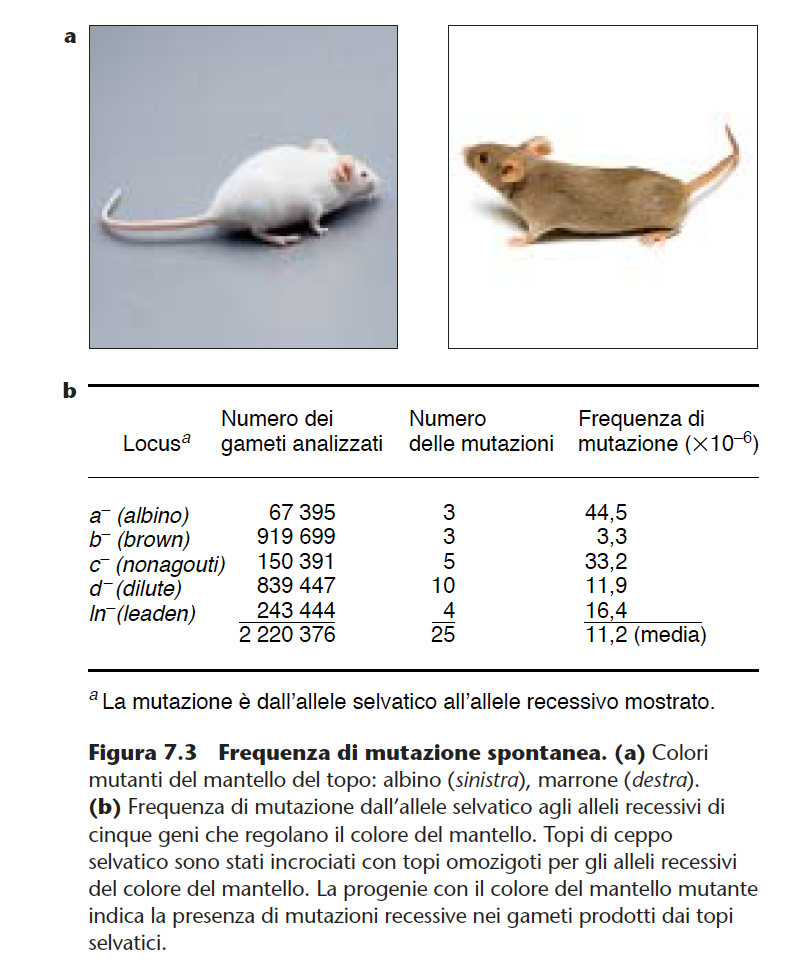 a
b
Numero dei Numero Frequenza di
Locusᵃ gameti analizzati delle mutazioni mutazione (×10⁻⁶)
a⁻ (albino) 67 395 3 44,5
b⁻ (brown) 919 699 3 3,3
c⁻ (nonagouti) 150 391 5 33,2
d⁻ (dilute) 839 447 10 11,9
ln⁻ (leaden) 243 444 4 16,4
2 220 376 25 11,2 (media)
ᵃ La mutazione è dall'allele selvatico all'allele recessivo mostrato.
Figura 7.3 Frequenza di mutazione spontanea. (a) Colori
mutanti del mantello del topo: albino (sinistra), marrone (destra).
(b) Frequenza di mutazione dall'allele selvatico agli alleli recessivi di
cinque geni che regolano il colore del mantello. Topi di ceppo
selvatico sono stati incrociati con topi omozigoti per gli alleli recessivi
del colore del mantello. La progenie con il colore del mantello mutante
indica la presenza di mutazioni recessive nei gameti prodotti dai topi
selvatici.